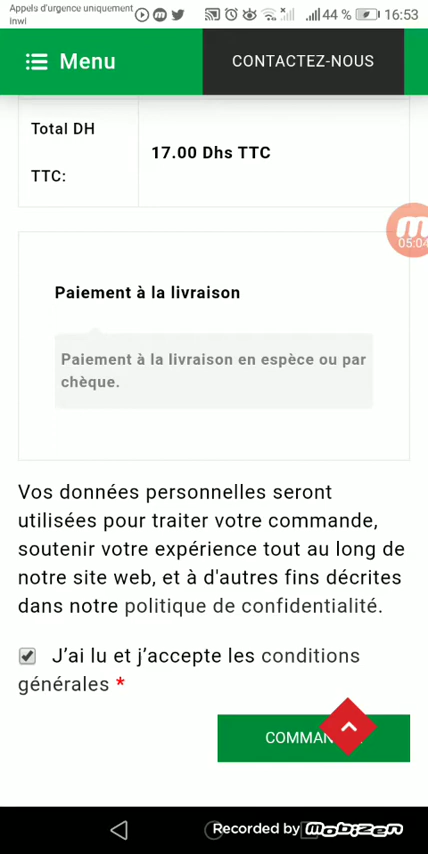 Appels d'urgence uniquement
Inwi
44 % 16:53
Menu
CONTACTEZ-NOUS
Total DH
TTC:
17.00 Dhs TTC
05:04
Paiement à la livraison
Paiement à la livraison en espèce ou par
chèque.
Vos données personnelles seront
utilisées pour traiter votre commande,
soutenir votre expérience tout au long de
notre site web, et à d'autres fins décrites
dans notre politique de confidentialité.
J’ai lu et j’accepte les conditions
générales *
Recorded by mobizen